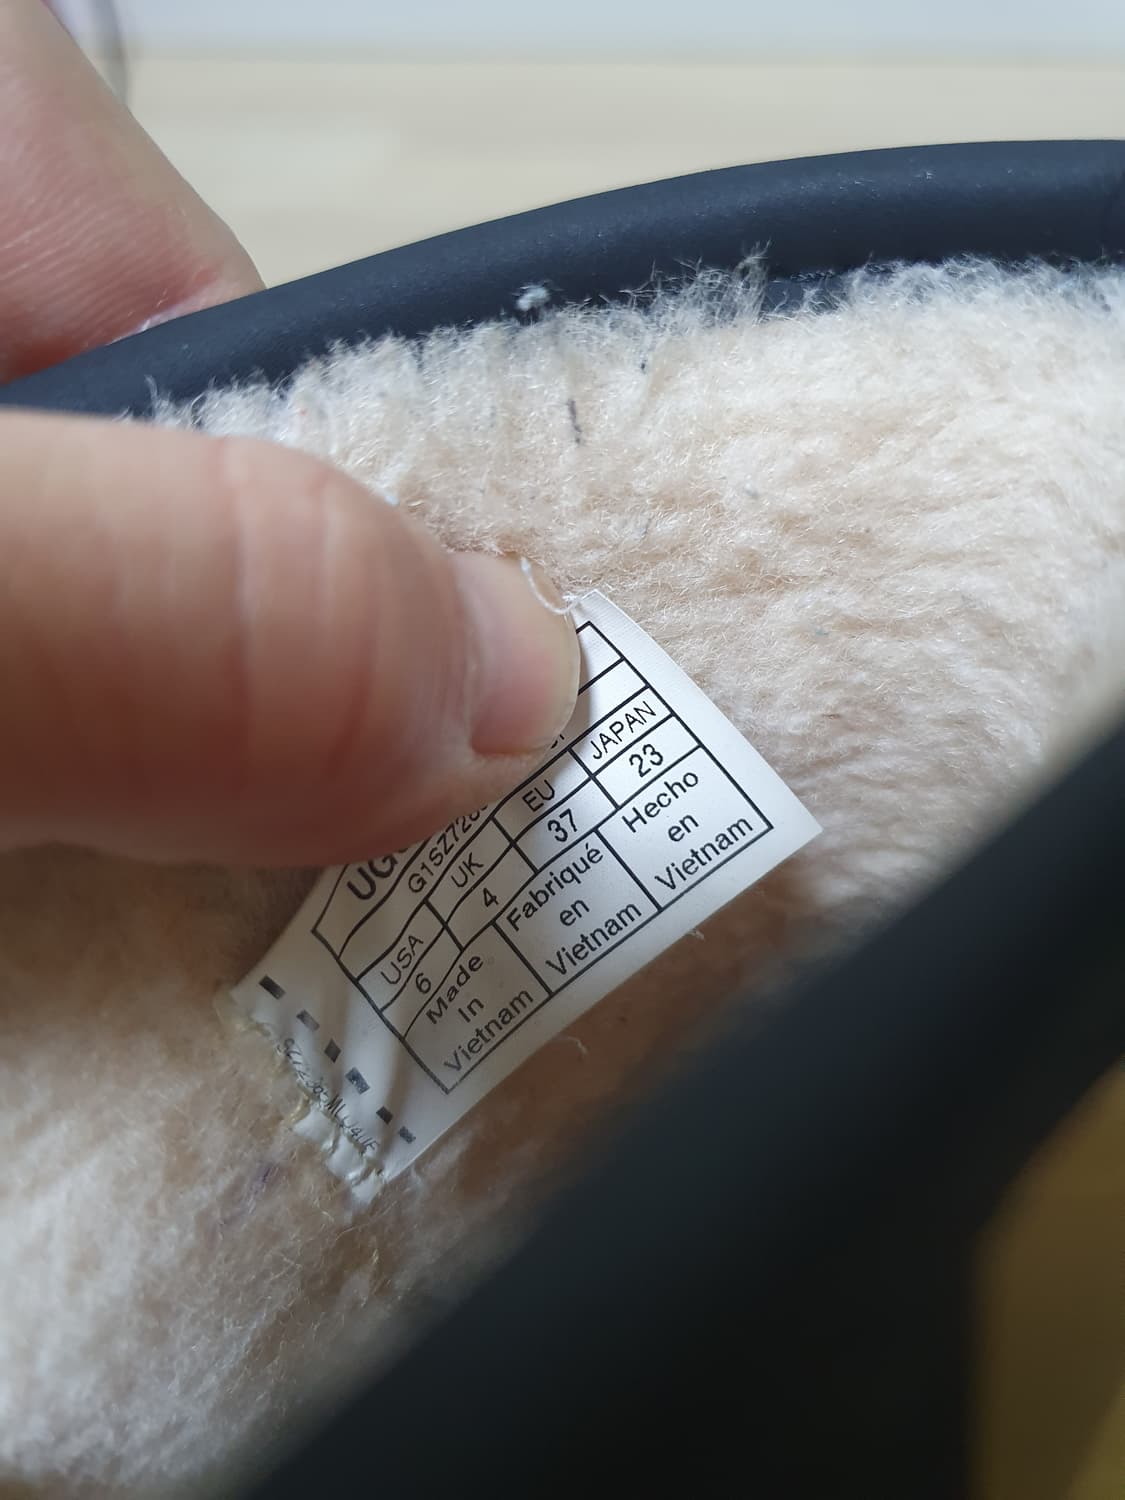 JAPAN
USA UK EU
6 4 37 23
Made Fabriqué Hecho
In en en
Vietnam Vietnam Vietnam